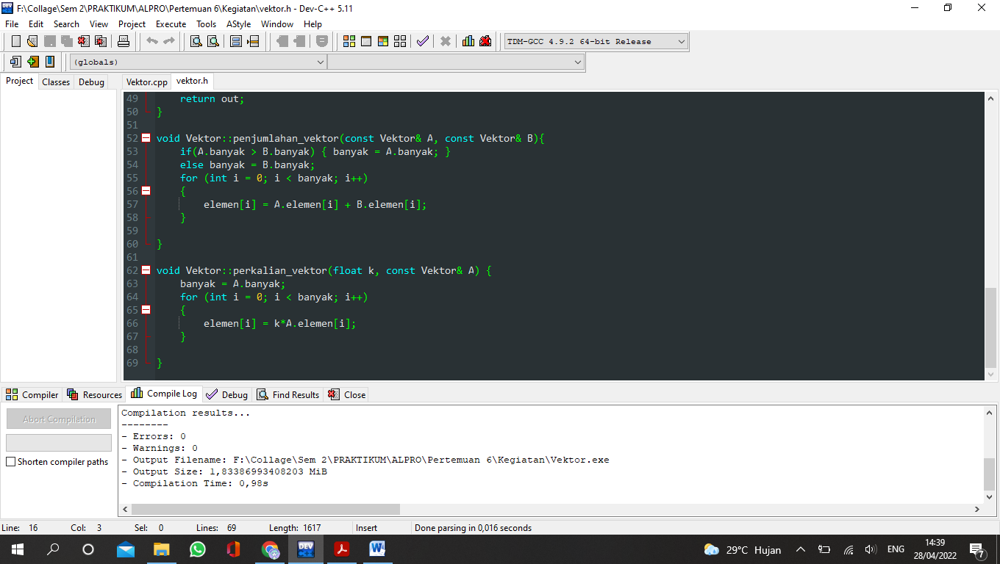 F:\Collage\Sem 2\PRAKTIKUM\ALPRO\Pertemuan 6\Kegiatan\vektor.h - Dev-C++ 5.11
File Edit Search View Project Execute Tools AStyle Window Help
TDM-GCC 4.9.2 64-bit Release
(globals)
Project Classes Debug Vektor.cpp vektor.h
49 return out;
50 }
51
52 void Vektor::penjumlahan_vektor(const Vektor& A, const Vektor& B){
53 if(A.banyak > B.banyak) { banyak = A.banyak; }
54 else banyak = B.banyak;
55 for (int i = 0; i < banyak; i++)
56 {
57 elemen[i] = A.elemen[i] + B.elemen[i];
58 }
59
60 }
61
62 void Vektor::perkalian_vektor(float k, const Vektor& A) {
63 banyak = A.banyak;
64 for (int i = 0; i < banyak; i++)
65 {
66 elemen[i] = k*A.elemen[i];
67 }
68
69 }
Compiler Resources Compile Log Debug Find Results Close
Abort Compilation
Shorten compiler paths
Compilation results...
--------
- Errors: 0
- Warnings: 0
- Output Filename: F:\Collage\Sem 2\PRAKTIKUM\ALPRO\Pertemuan 6\Kegiatan\Vektor.exe
- Output Size: 1,83386993408203 MiB
- Compilation Time: 0,98s
Line: 16 Col: 3 Sel: 0 Lines: 69 Length: 1617 Insert Done parsing in 0,016 seconds
DEV W 29°C Hujan ENG 14:39
28/04/2022 7